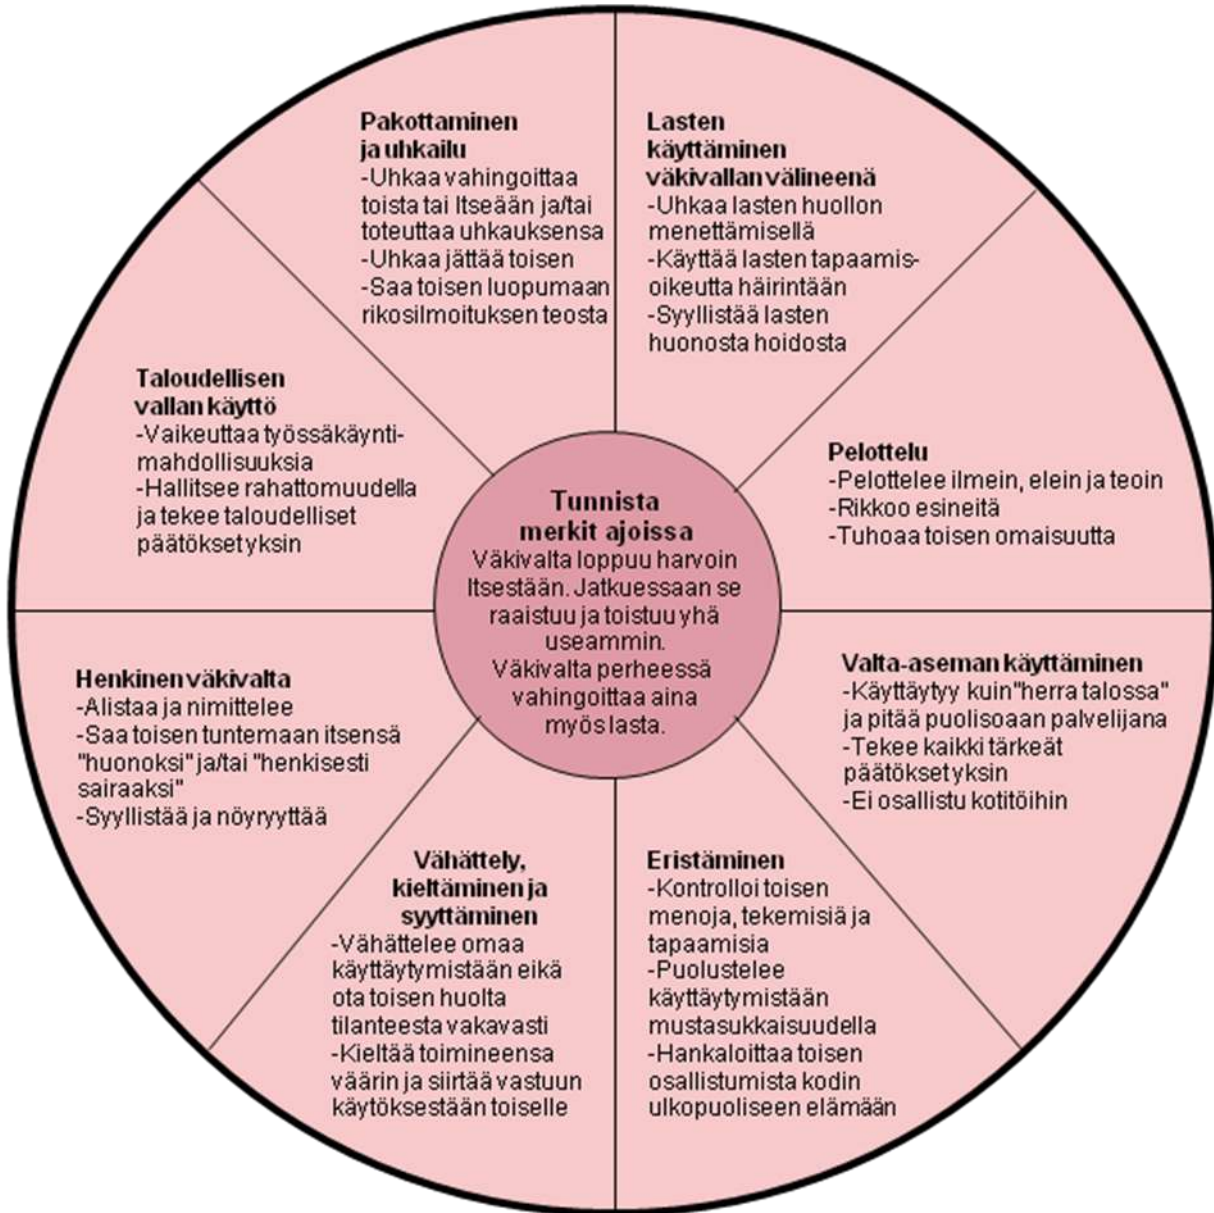 Pakottaminen
ja uhkailu
-Uhkaa vahingoittaa
toista tai Itseään ja/tai
toteuttaa uhkauksensa
-Uhkaa jättää toisen
-Saa toisen luopumaan
rikosilmoituksen teosta
Lasten
käyttäminen
väkivallan välineenä
-Uhkaa lasten huollon
menettämisellä
-Käyttää lasten tapaamis-
oikeutta häirintään
-Syyllistää lasten
huonosta hoidosta
Pelottelu
-Pelottelee ilmein, elein ja teoin
-Rikkoo esineitä
-Tuhoaa toisen omaisuutta
Valta-aseman käyttäminen
-Käyttäytyy kuin "herra talossa"
ja pitää puolisoaan palvelijana
-Tekee kaikki tärkeät
päätökset yksin
-Ei osallistu kotitöihin
Eristäminen
-Kontrolloi toisen
menoja, tekemisiä ja
tapaamisia
-Puolustelee
käyttäytymistään
mustasukkaisuudella
-Hankaloittaa toisen
osallistumista kodin
ulkopuoliseen elämään
Vähättely,
kieltäminen ja
syyttäminen
-Vähättelee omaa
käyttäytymistään eikä
ota toisen huolta
tilanteesta vakavasti
-Kieltää toimineensa
väärin ja siirtää vastuun
käytöksestään toiselle
Henkinen väkivalta
-Alistaa ja nimittelee
-Saa toisen tuntemaan itsensä
"huonoksi" ja/tai "henkisesti
sairaaksi"
-Syyllistää ja nöyryyttää
Taloudellisen
vallan käyttö
-Vaikeuttaa työssäkäynti-
mahdollisuuksia
-Hallitsee rahattomuudella
ja tekee taloudelliset
päätökset yksin
Tunnista
merkit ajoissa
Väkivalta loppuu harvoin
Itsestään. Jatkuessaan se
raaistuu ja toistuu yhä
useammin.
Väkivalta perheessä
vahingoittaa aina
myös lasta.